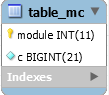 table_mc
module INT(11)
c BIGINT(21)
Indexes